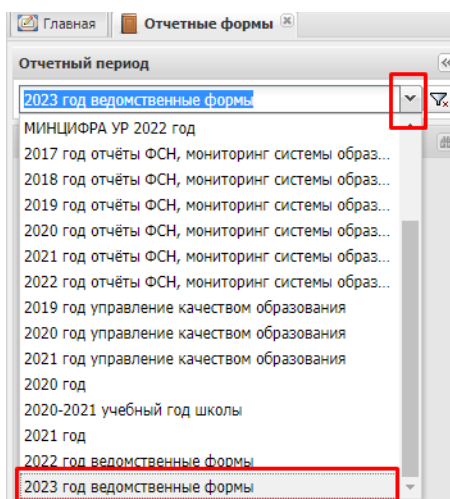 Главная
Отчетные формы
Отчетный период
2023 год ведомственные формы
МИНЦИФРА УР 2022 год
2017 год отчёты ФСН, мониторинг системы образ...
2018 год отчёты ФСН, мониторинг системы образ...
2019 год отчёты ФСН, мониторинг системы образ...
2020 год отчёты ФСН, мониторинг системы образ...
2021 год отчёты ФСН, мониторинг системы образ...
2022 год отчёты ФСН, мониторинг системы образ...
2019 год управление качеством образования
2020 год управление качеством образования
2021 год управление качеством образования
2020 год
2020-2021 учебный год школы
2021 год
2022 год ведомственные формы
2023 год ведомственные формы